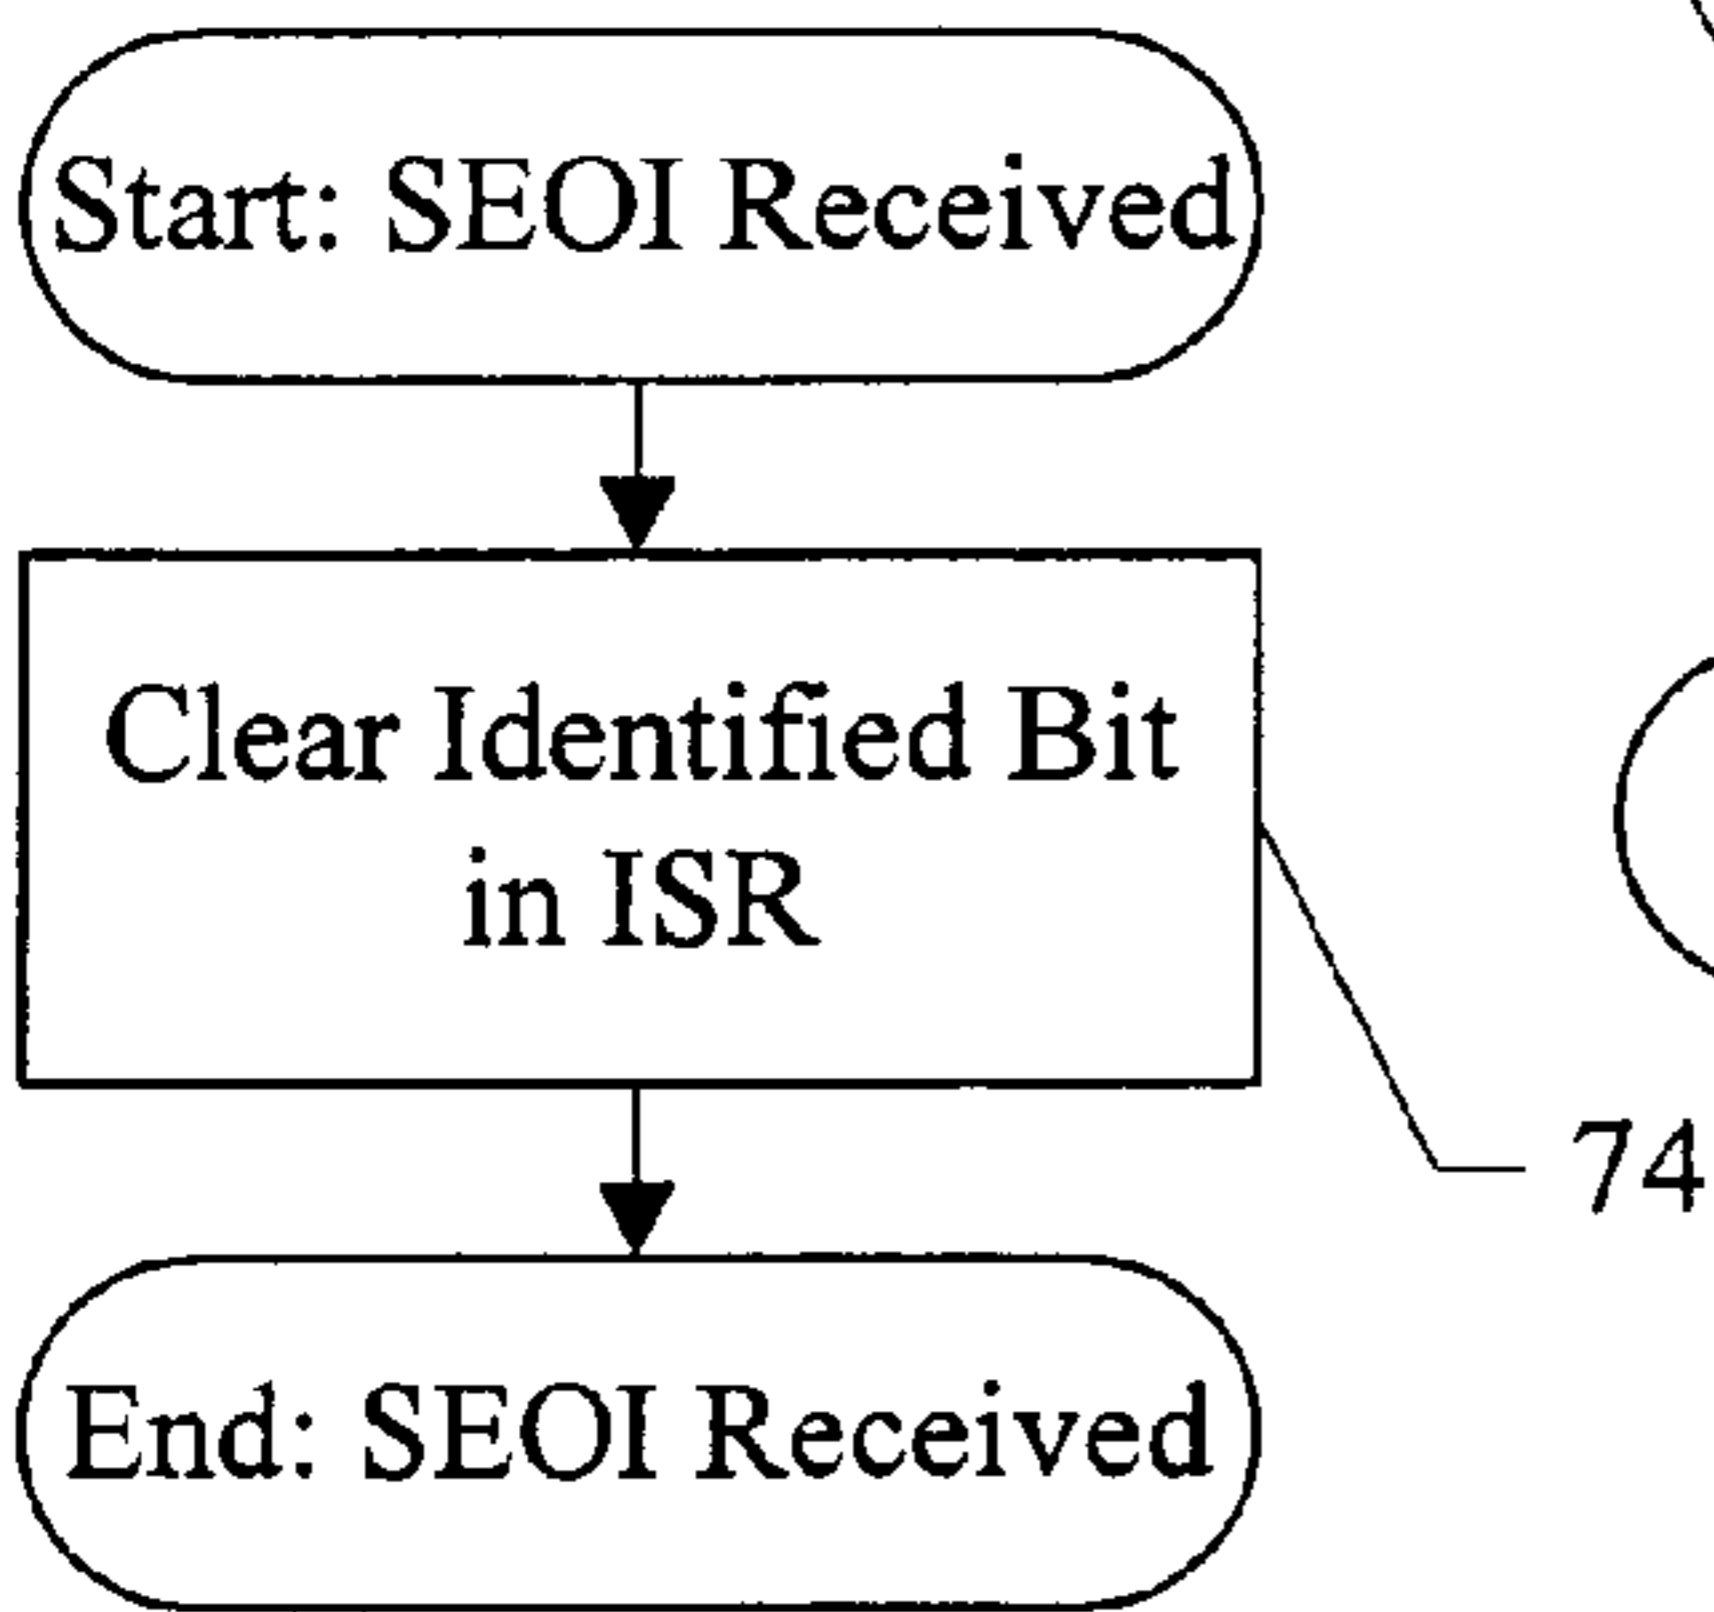 Start: SEOI Received
Clear Identified Bit
in ISR
74
End: SEOI Received